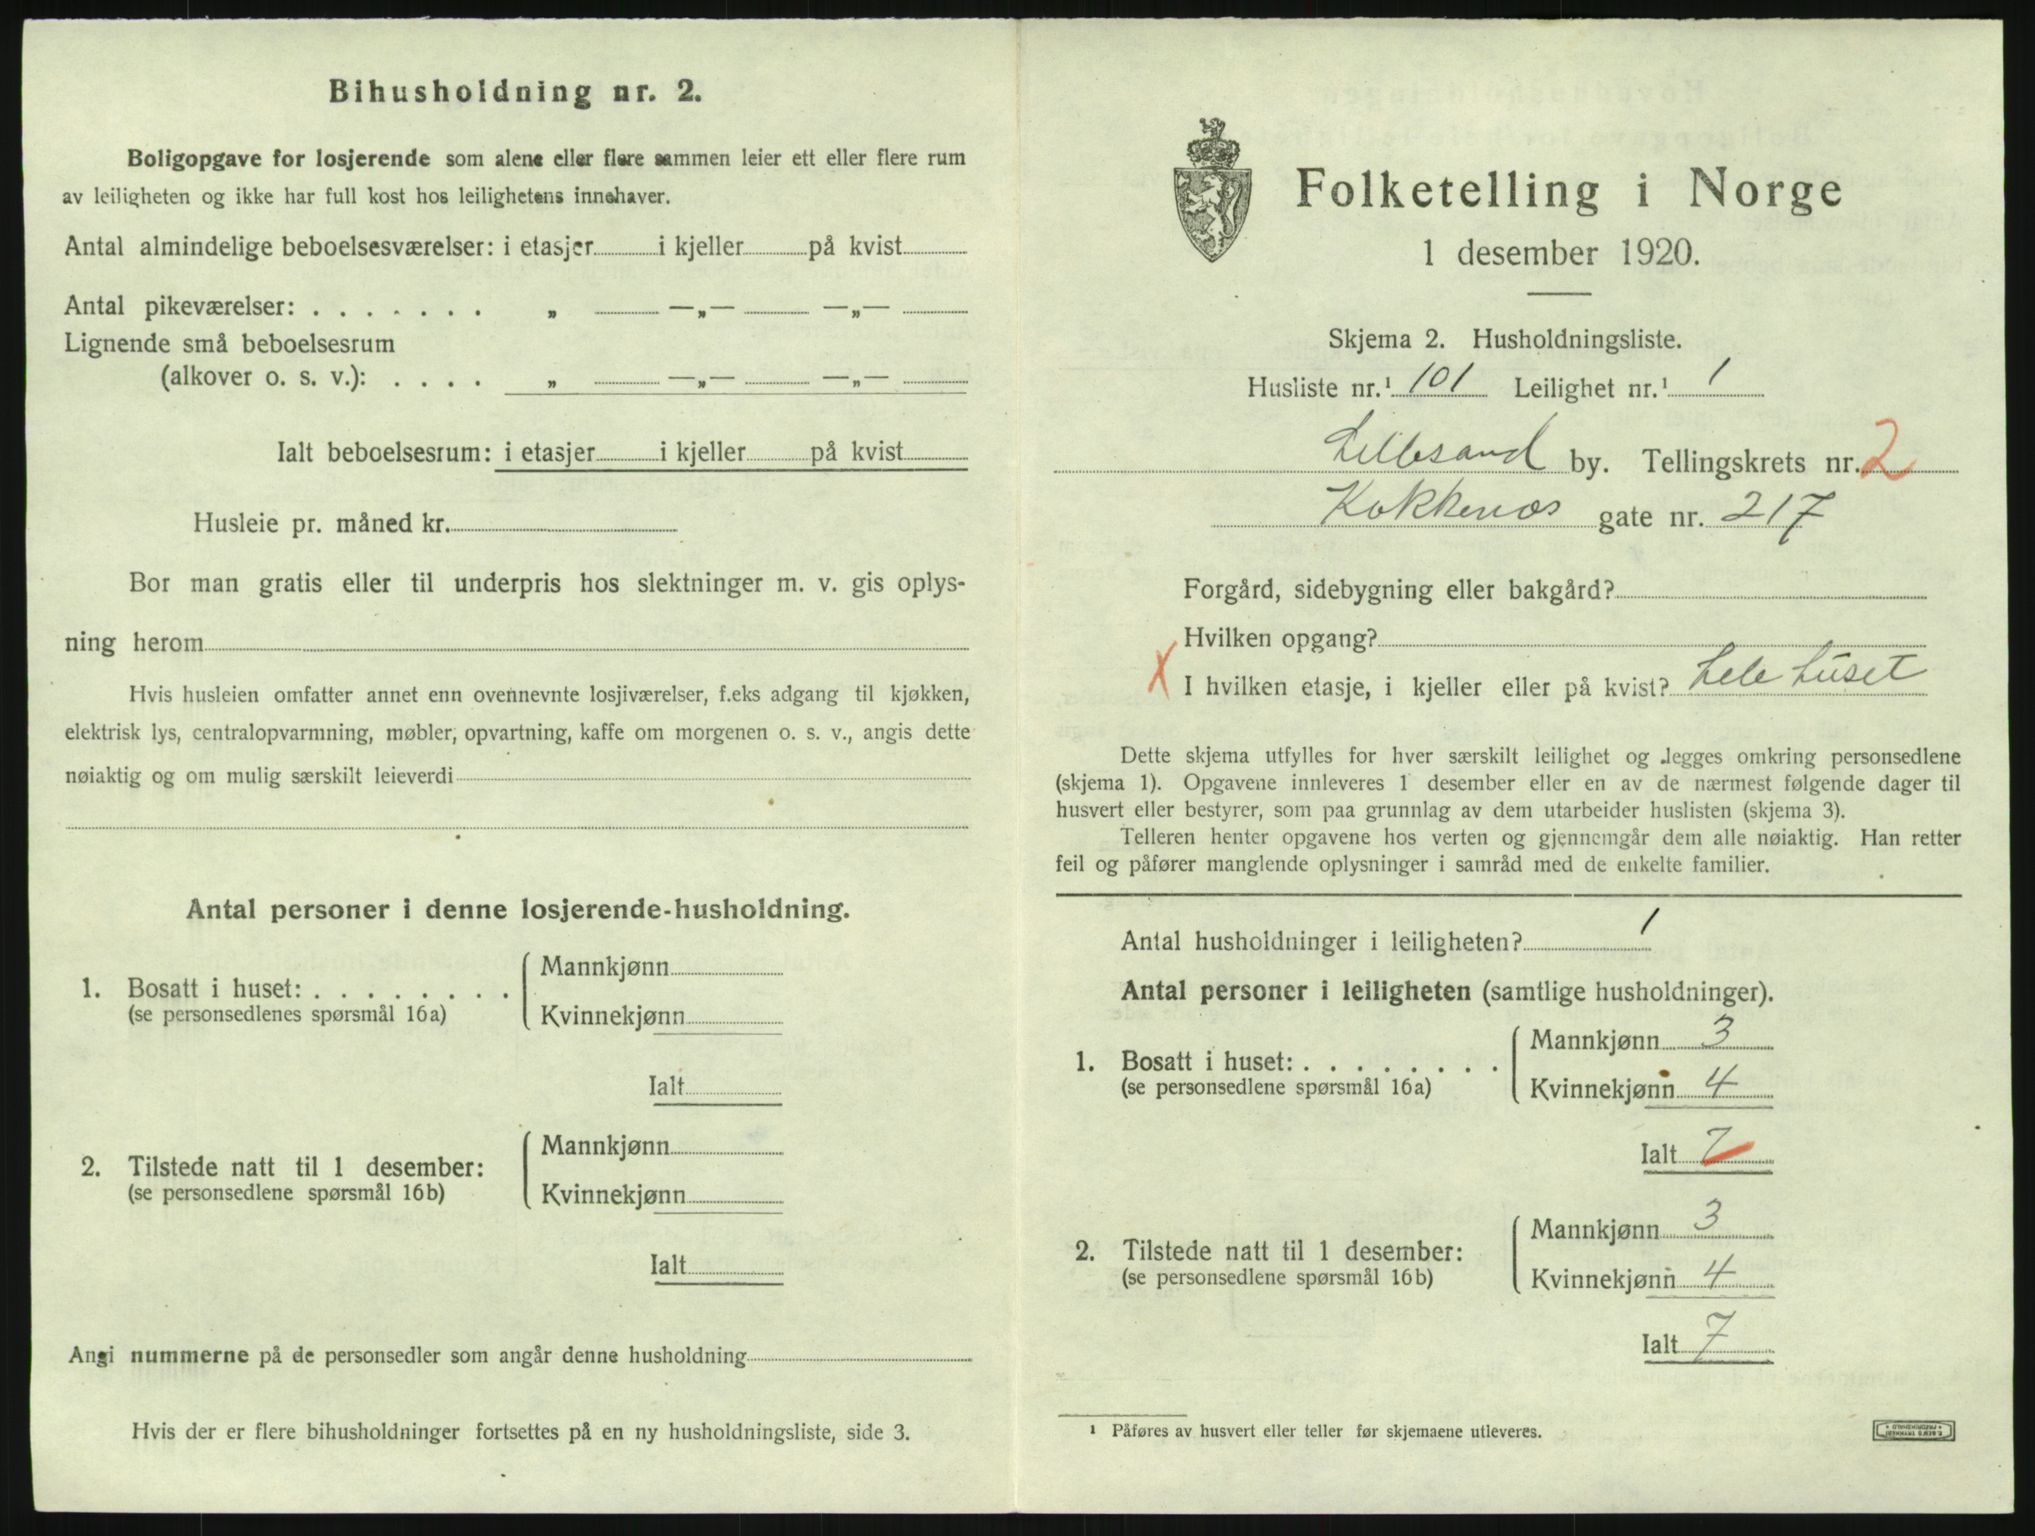 Bihusholdning nr. 2.
Boligopgave for losjerende som alene eller flere sammen leier ett eller flere rum
av leiligheten og ikke har full kost hos leilighetens innehaver.
Antal almindelige beboelsesværelser: i etasjer i kjeller på kvist
Antal pikeværelser: . . . . . . . „ —„— —„—
Lignende små beboelsesrum
(alkover o. s. v.): . . . . „ —„— —„—
Ialt beboelsesrum: i etasjer i kjeller på kvist
Husleie pr. måned kr.
Bor man gratis eller til underpris hos slektninger m. v. gis oplys-
ning herom
Hvis husleien omfatter annet enn ovennevnte losjiværelser, f.eks adgang til kjøkken,
elektrisk lys, centralopvarmning, møbler, opvartning, kaffe om morgenen o. s. v., angis dette
nøiaktig og om mulig særskilt leieverdi
Antal personer i denne losjerende-husholdning.
1. Bosatt i huset: . . . . . . . . Mannkjønn
(se personsedlenes spørsmål 16a) Kvinnekjønn
Ialt
2. Tilstede natt til 1 desember: Mannkjønn
(se personsedlene spørsmål 16b) Kvinnekjønn
Ialt
Angi nummerne på de personsedler som angår denne husholdning
Hvis der er flere bihusholdninger fortsettes på en ny husholdningsliste, side 3.
Folketelling i Norge
1 desember 1920.
Skjema 2. Husholdningsliste.
Husliste nr.¹ 101 Leilighet nr.¹ 1
Lillesand by. Tellingskrets nr. 2
Kokkenes gate nr. 217
Forgård, sidebygning eller bakgård?
Hvilken opgang?
X I hvilken etasje, i kjeller eller på kvist? Hele huset
Dette skjema utfylles for hver særskilt leilighet og legges omkring personsedlene
(skjema 1). Opgavene innleveres 1 desember eller en av de nærmest følgende dager til
husvert eller bestyrer, som paa grunnlag av dem utarbeider huslisten (skjema 3).
Telleren henter opgavene hos verten og gjennemgår dem alle nøiaktig. Han retter
feil og påfører manglende oplysninger i samråd med de enkelte familier.
Antal husholdninger i leiligheten? 1
Antal personer i leiligheten (samtlige husholdninger).
1. Bosatt i huset: . . . . . . . . Mannkjønn 3
(se personsedlene spørsmål 16a) Kvinnekjønn 4
Ialt 7
2. Tilstede natt til 1 desember: Mannkjønn 3
(se personsedlene spørsmål 16b) Kvinnekjønn 4
Ialt 7
¹ Påføres av husvert eller teller før skjemaene utleveres.